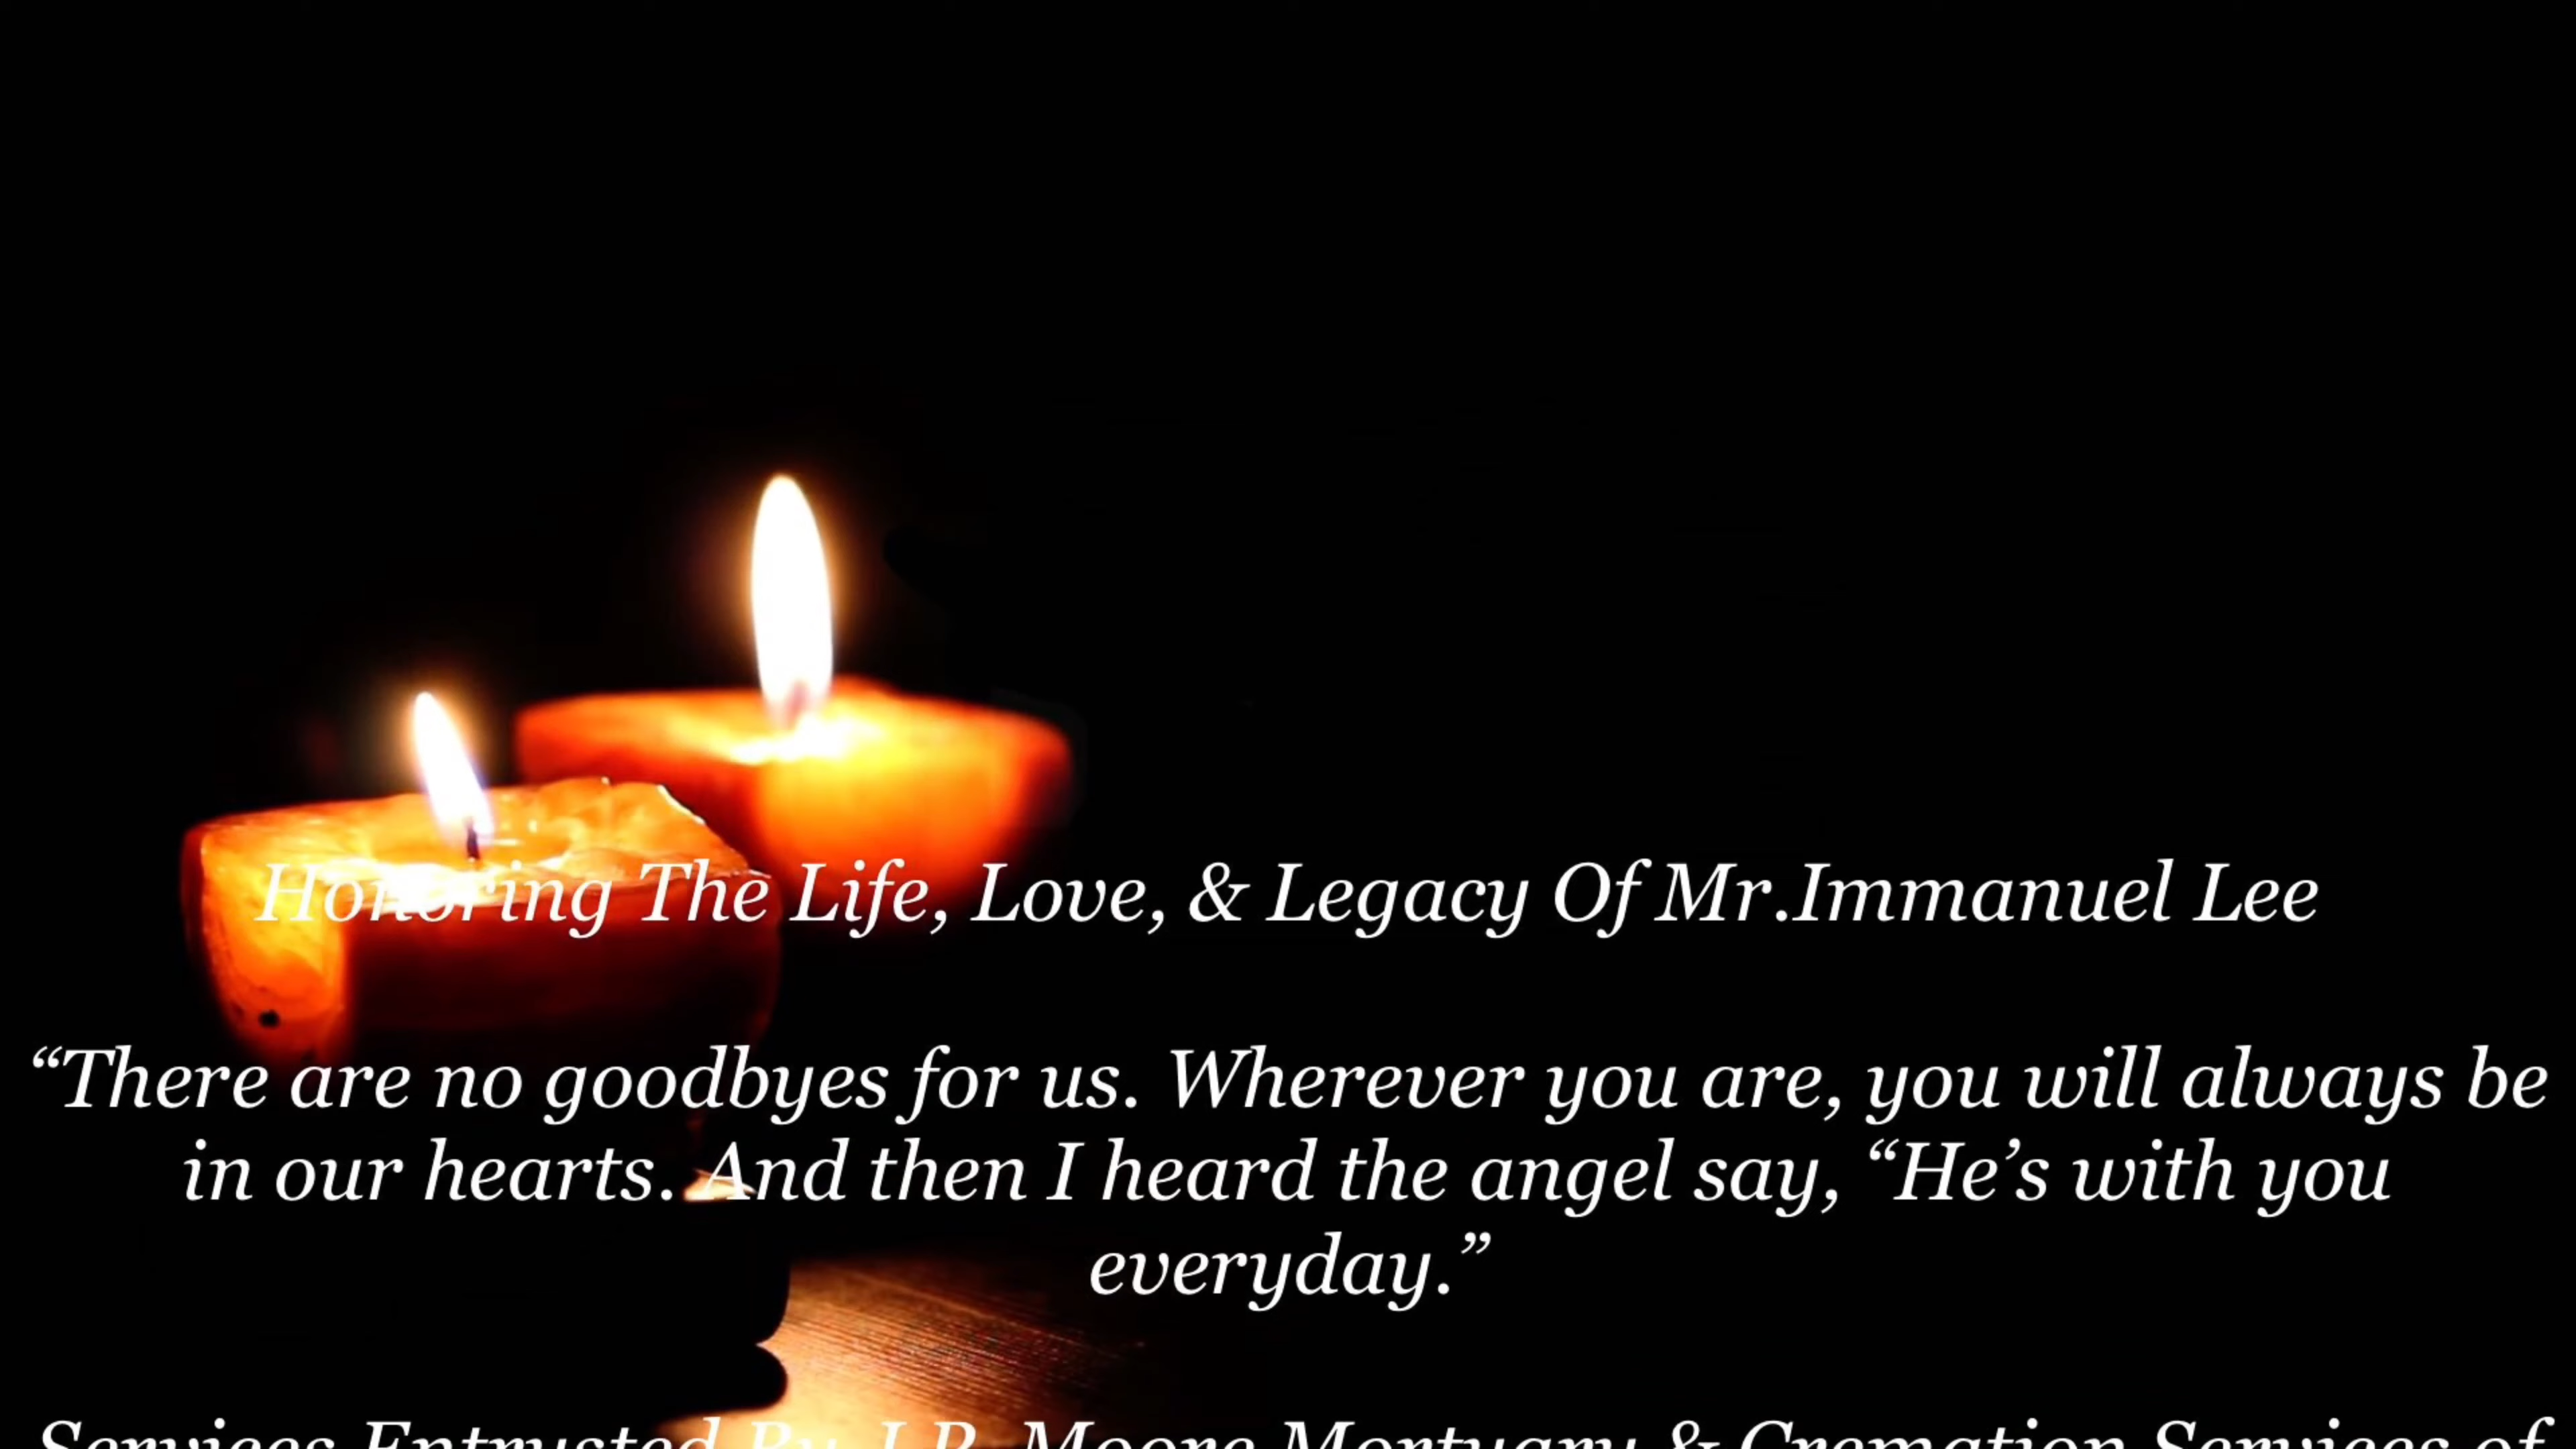 Honoring The Life, Love, & Legacy Of Mr.Immanuel Lee
“There are no goodbyes for us. Wherever you are, you will always be
in our hearts. And then I heard the angel say, “He’s with you
everyday.”
Services Entrusted By J.P. Moore Mortuary & Cremation Services of